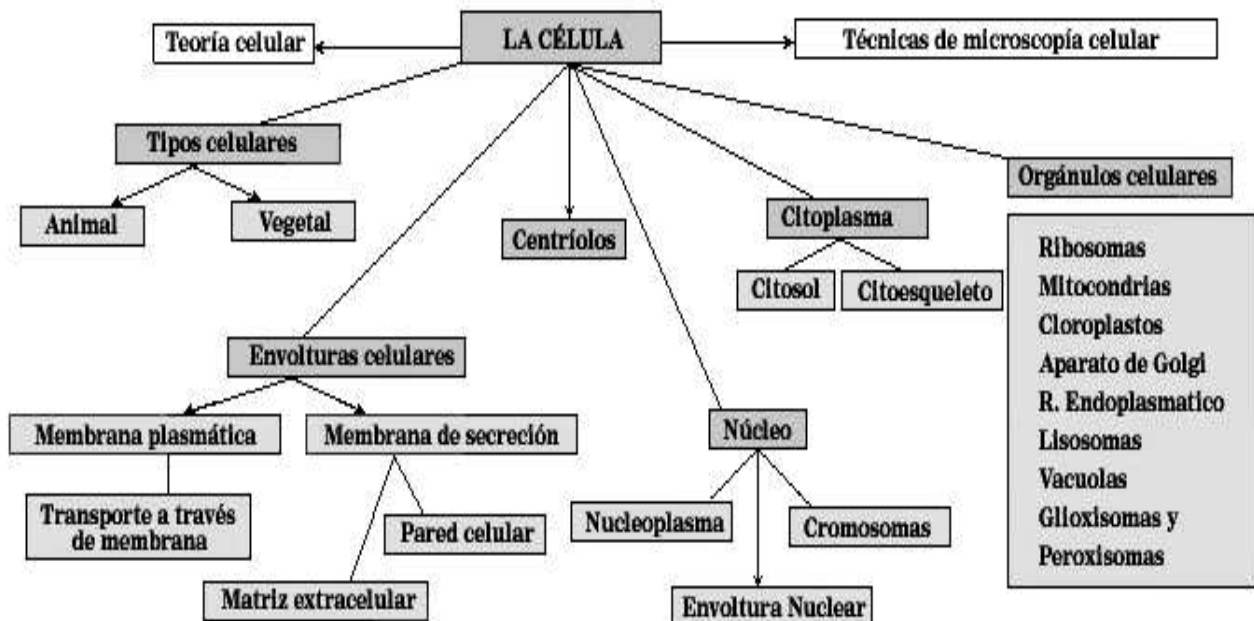 LA CÉLULA
Teoría celular
Técnicas de microscopía celular
Tipos celulares
Animal
Vegetal
Centríolos
Citoplasma
Citosol
Citoesqueleto
Orgánulos celulares
Ribosomas
Mitocondrias
Cloroplastos
Aparato de Golgi
R. Endoplasmatico
Lisosomas
Vacuolas
Glioxisomas y
Peroxisomas
Envolturas celulares
Membrana plasmática
Membrana de secreción
Transporte a través
de membrana
Pared celular
Matriz extracelular
Núcleo
Nucleoplasma
Cromosomas
Envoltura Nuclear